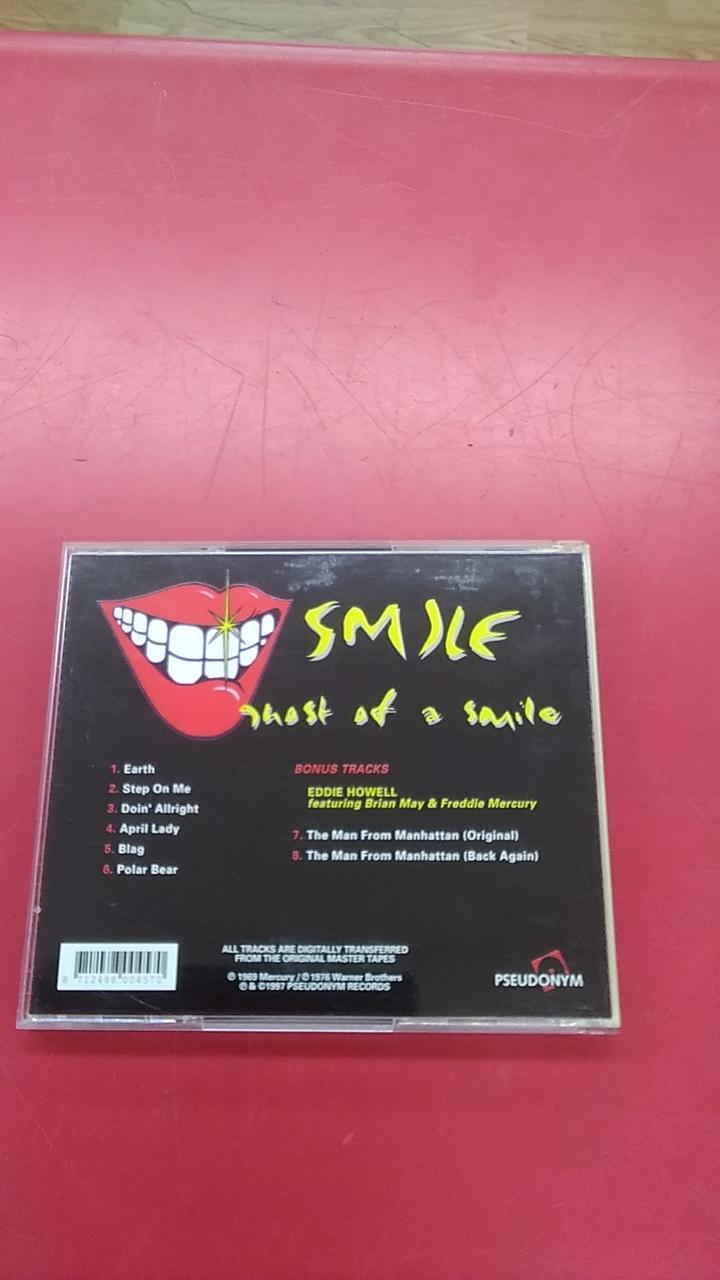 SMILE
ghost of a smile
1. Earth
2. Step On Me
3. Doin' Allright
4. April Lady
5. Blag
6. Polar Bear
BONUS TRACKS
EDDIE HOWELL
featuring Brian May & Freddie Mercury
7. The Man From Manhattan (Original)
8. The Man From Manhattan (Back Again)
8 712488 004570
ALL TRACKS ARE DIGITALLY TRANSFERRED
FROM THE ORIGINAL MASTER TAPES
℗ 1969 Mercury / ℗ 1976 Warner Brothers
℗ & © 1997 PSEUDONYM RECORDS
PSEUDONYM